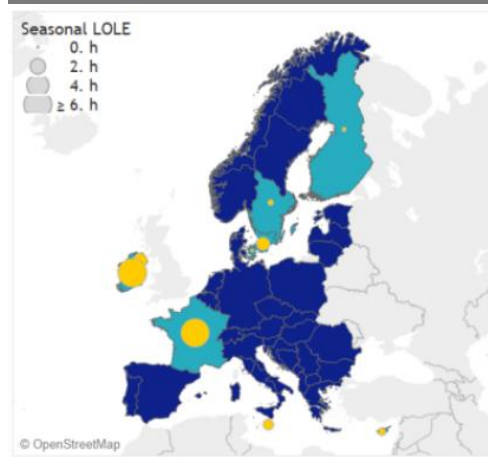 Seasonal LOLE
0. h
2. h
4. h
≥ 6. h
© OpenStreetMap